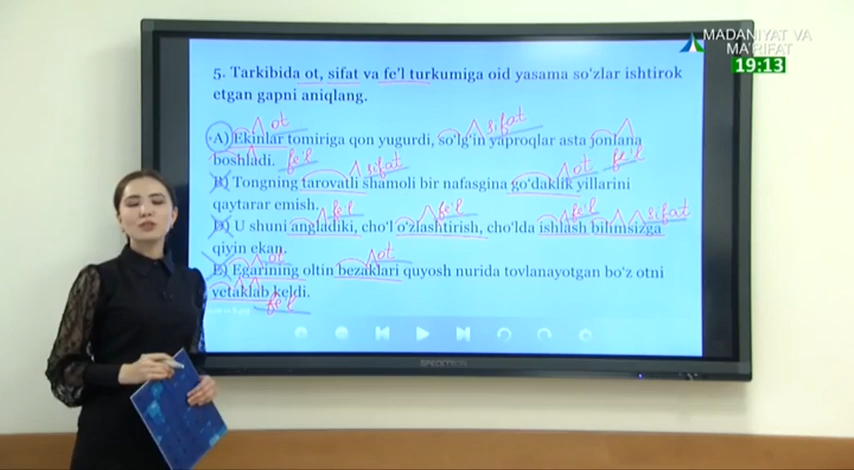 MADANIYAT VA
MA'RIFAT
19:13
5. Tarkibida ot, sifat va fe'l turkumiga oid yasama so'zlar ishtirok
etgan gapni aniqlang.
ot sifat
A) Ekinlar tomiriga qon yugurdi, so'lg'in yaproqlar asta jonlana
boshladi. fe'l sifat ot fe'l
B) Tongning tarovatli shamoli bir nafasgina go'daklik yillarini
qaytarar emish. fe'l fe'l fe'l sifat
D) U shuni angladiki, cho'l o'zlashtirish, cho'lda ishlash bilimsizga
qiyin ekan. ot ot
E) Egarining oltin bezaklari quyosh nurida tovlanayotgan bo'z otni
yetaklab keldi.
fe'l
SPECKTRON